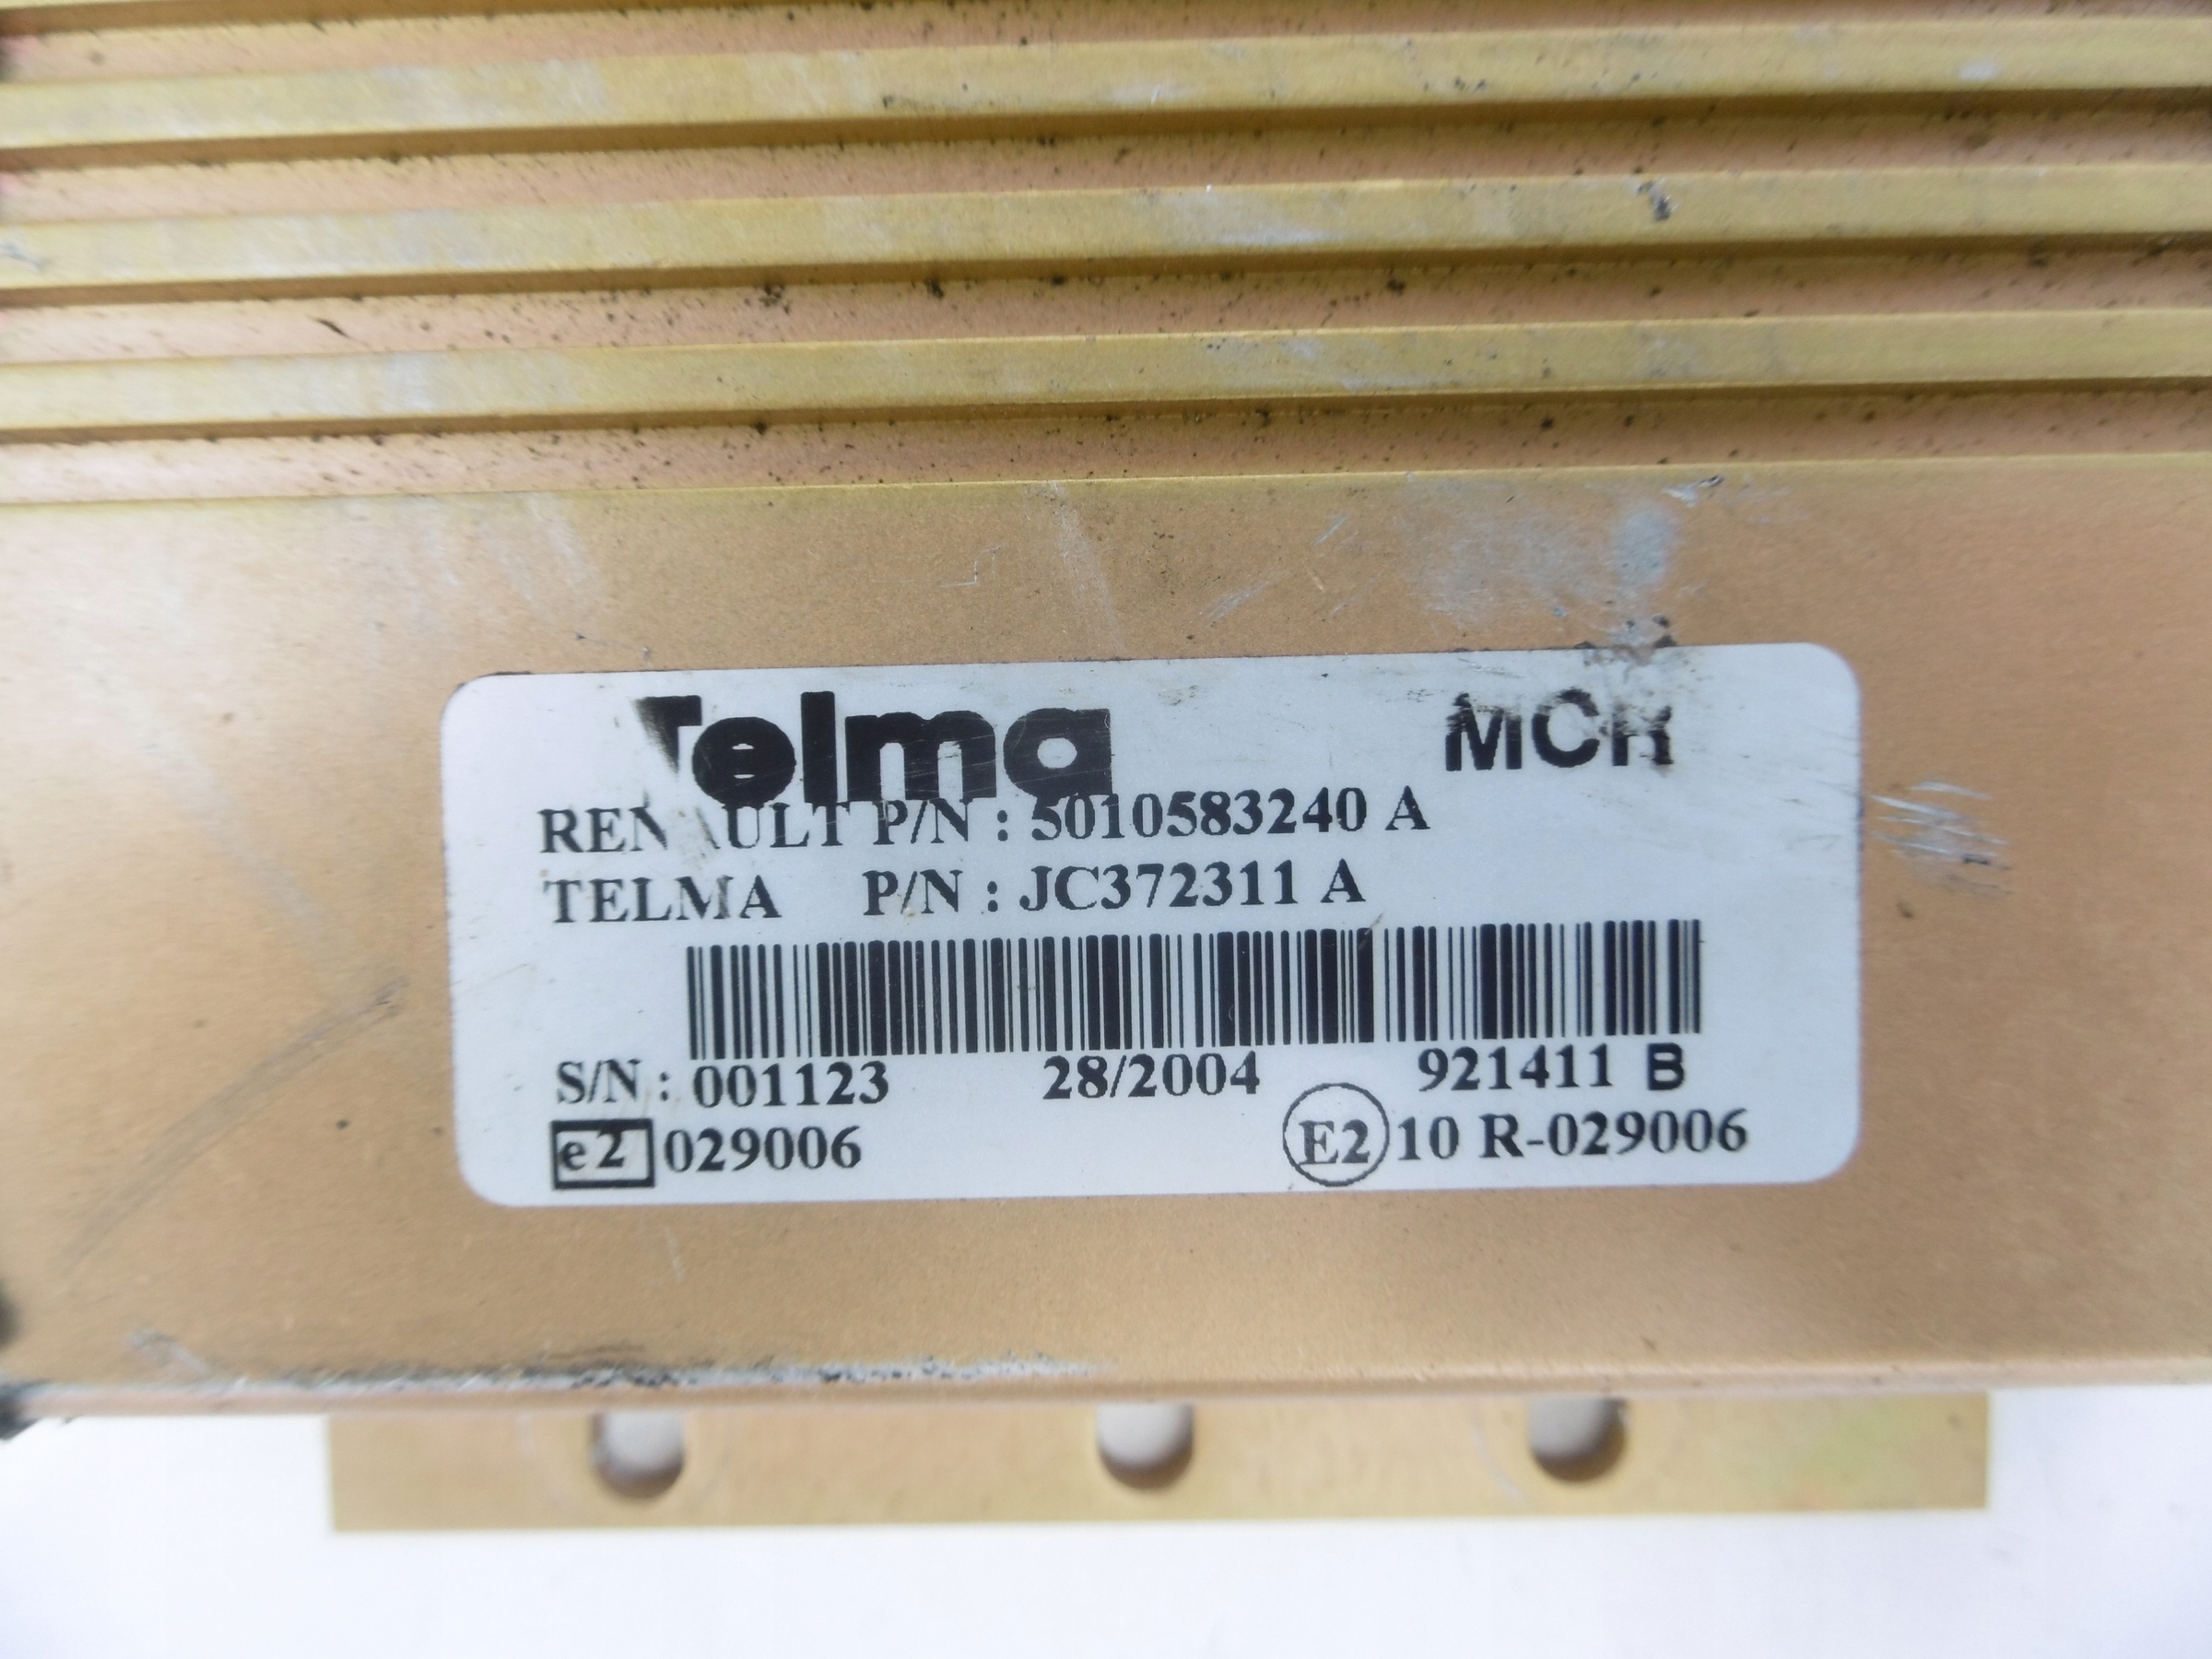 Telma MCR
RENAULT P/N : 5010583240 A
TELMA P/N : JC372311 A
S/N : 001123 28/2004 921411 B
e2 029006 E2 10 R-029006